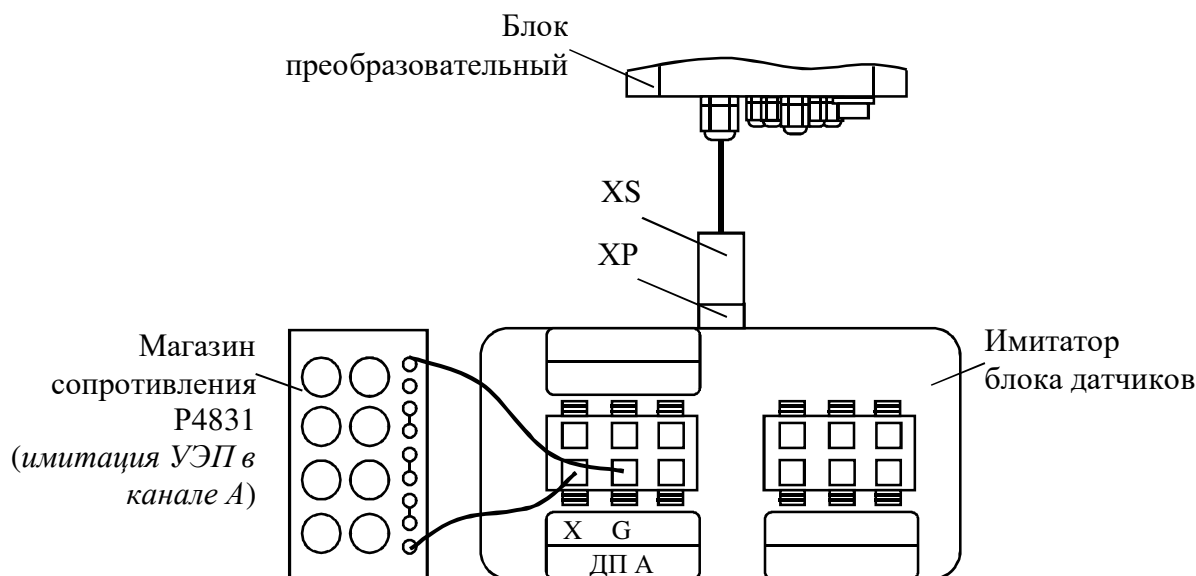 Блок
преобразовательный
XS
XP
Магазин
сопротивления
Р4831
(имитация УЭП в
канале А)
Имитатор
блока датчиков
X G
ДП А